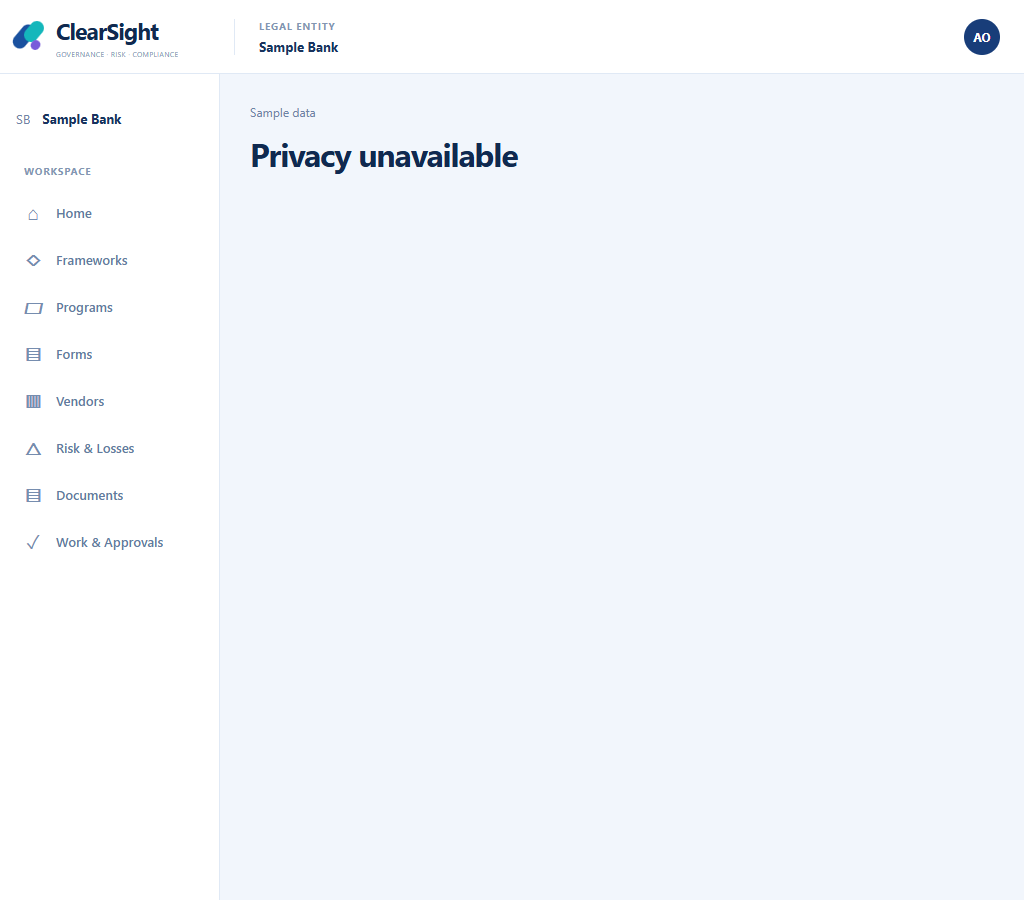 ClearSight
GOVERNANCE · RISK · COMPLIANCE
LEGAL ENTITY
Sample Bank
AO
SB Sample Bank
WORKSPACE
Home
Frameworks
Programs
Forms
Vendors
Risk & Losses
Documents
Work & Approvals
Sample data
Privacy unavailable